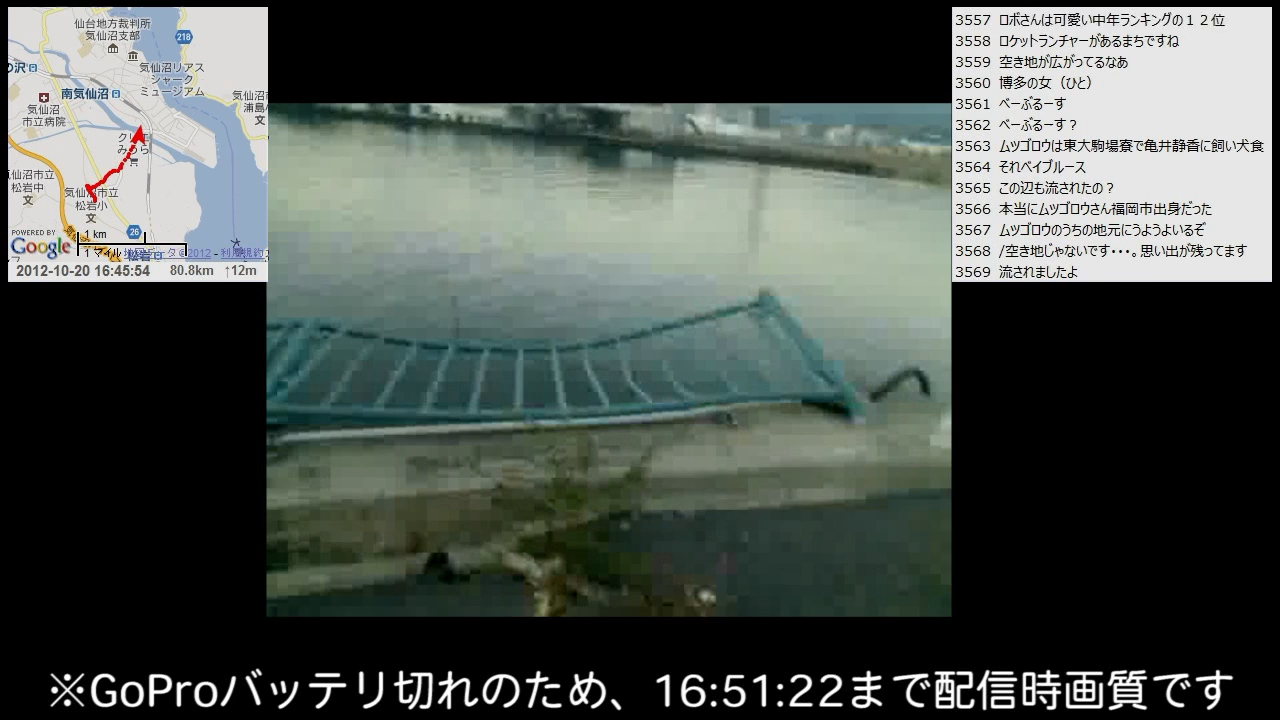 仙台地方裁判所
気仙沼支部
218
気仙沼リアス
シャーク
ミュージアム
の沢
南気仙沼
気仙沼
市立病院
気仙沼
浦島
文
気仙沼市立
松岩小
文
松岩中
文
26
POWERED BY
Google
1 km
1 マイル
2012-10-20 16:45:54 80.8km ↑12m
3557 ロボさんは可愛い中年ランキングの１２位
3558 ロケットランチャーがあるまちですね
3559 空き地が広がってるなあ
3560 博多の女（ひと）
3561 べーぶるーす
3562 べーぶるーす？
3563 ムツゴロウは東大駒場寮で亀井静香に飼い犬食
3564 それベイブルース
3565 この辺も流されたの？
3566 本当にムツゴロウさん福岡市出身だった
3567 ムツゴロウのうちの地元にうようよいるぞ
3568 /空き地じゃないです･･･。思い出が残ってます
3569 流されましたよ
※GoProバッテリ切れのため、16:51:22まで配信時画質です